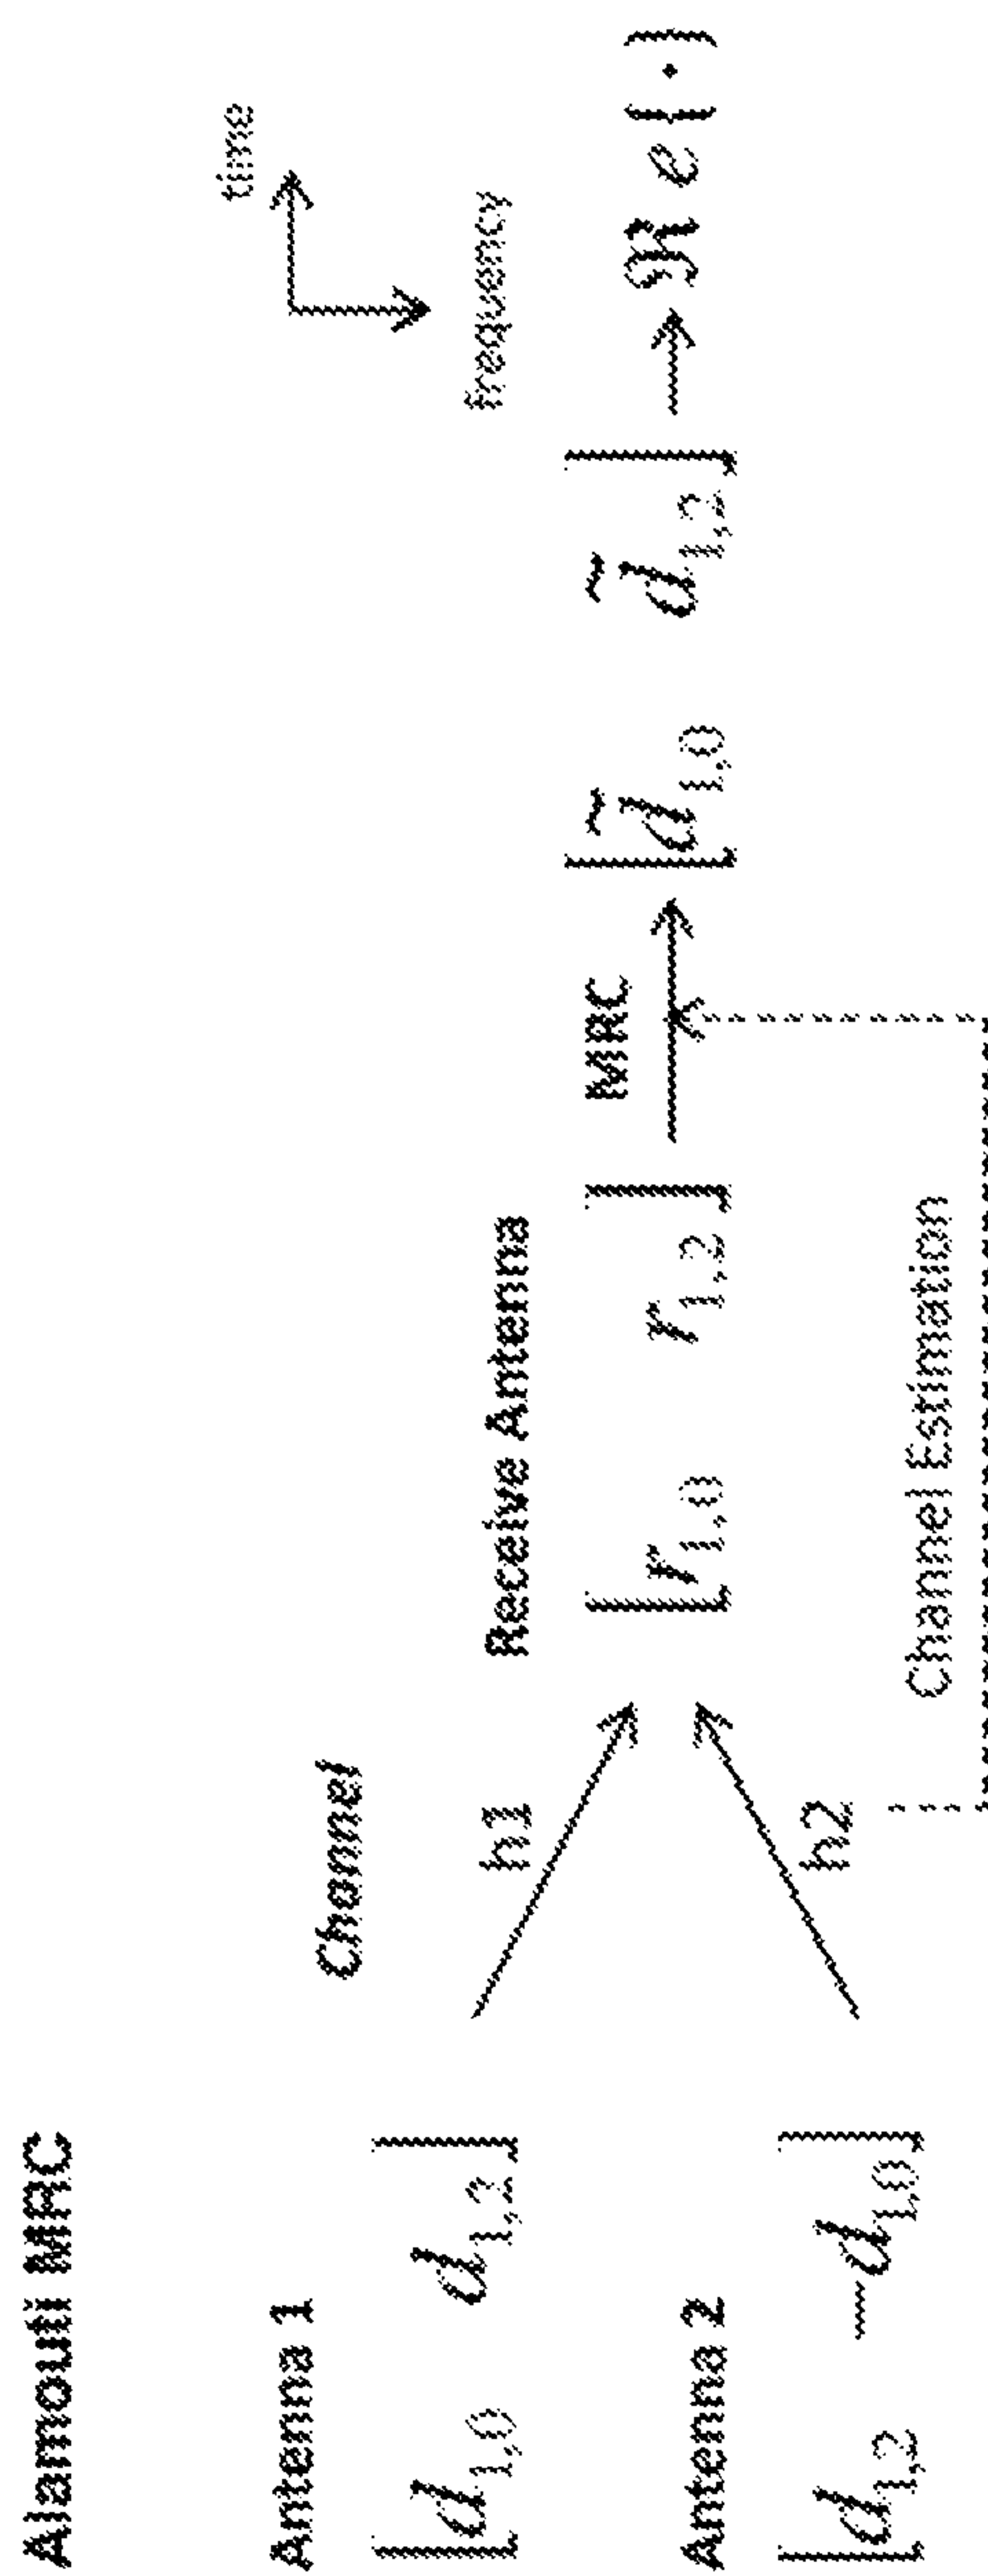 Alamouti MRC
time
frequency
Channel
Antenna 1
[d1,0 d1,2]
h1
Receive Antenna
[r1,0 r1,2]
MRC
[d̃1,0 d̃1,2]
ℜe{·}
Antenna 2
[d1,2 −d1,0]
h2
Channel Estimation